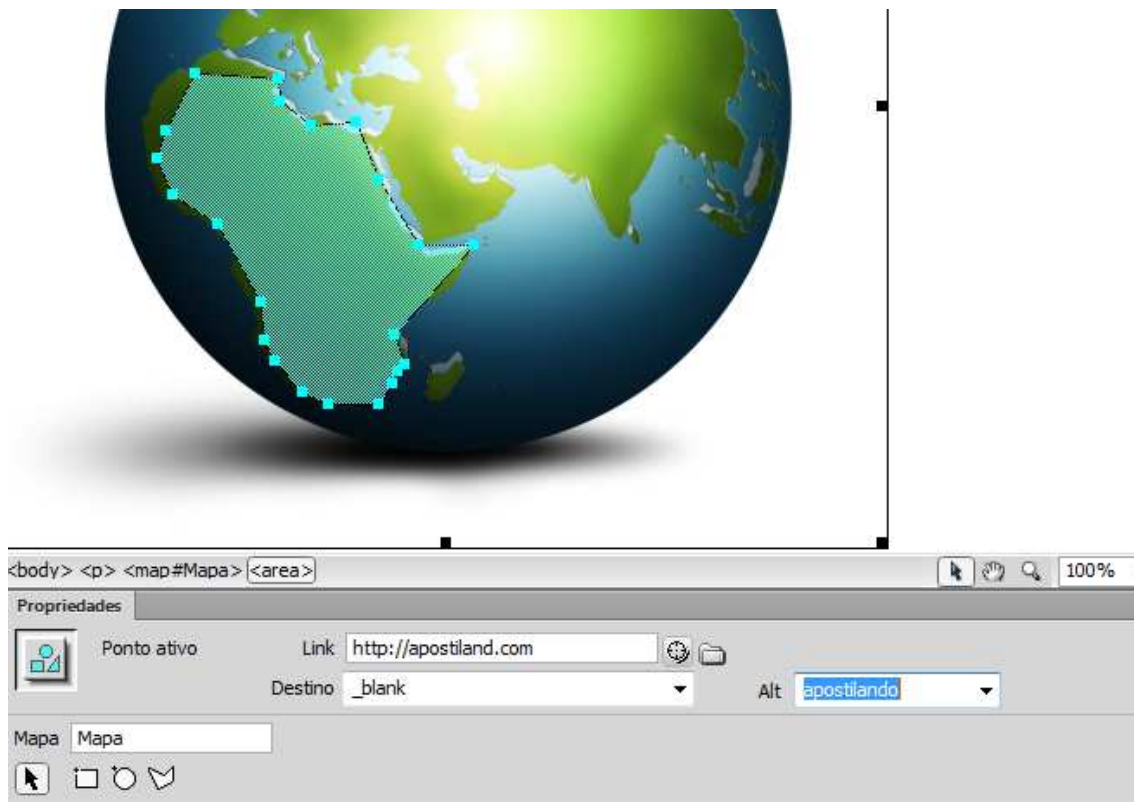 <body> <p> <map#Mapa> <area>
100%
Propriedades
Ponto ativo
Link http://apostiland.com
Destino _blank
Alt apostilando
Mapa Mapa